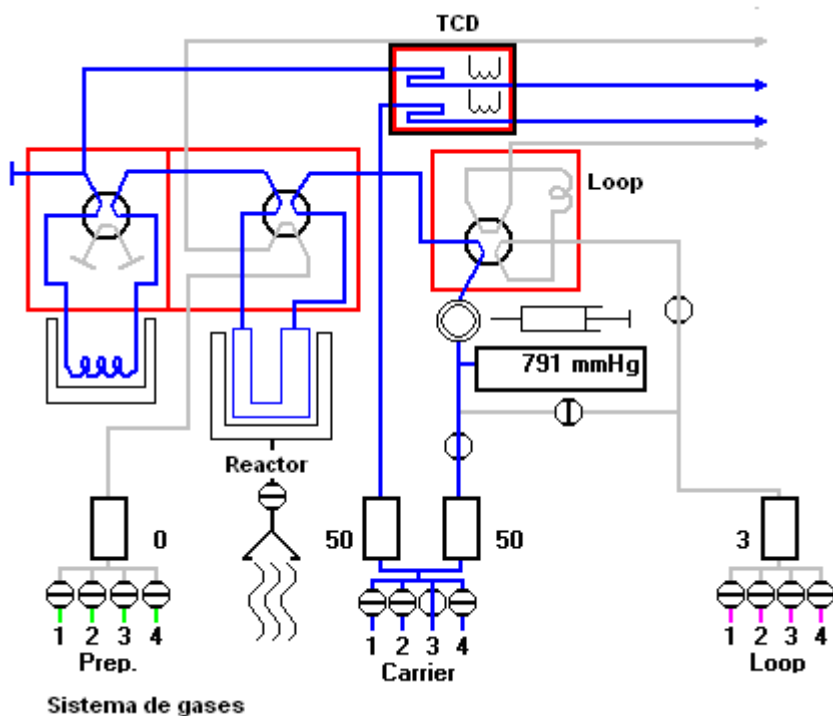 TCD
Loop
791 mmHg
Reactor
0
50
50
3
1 2 3 4
Prep.
1 2 3 4
Carrier
1 2 3 4
Loop
Sistema de gases